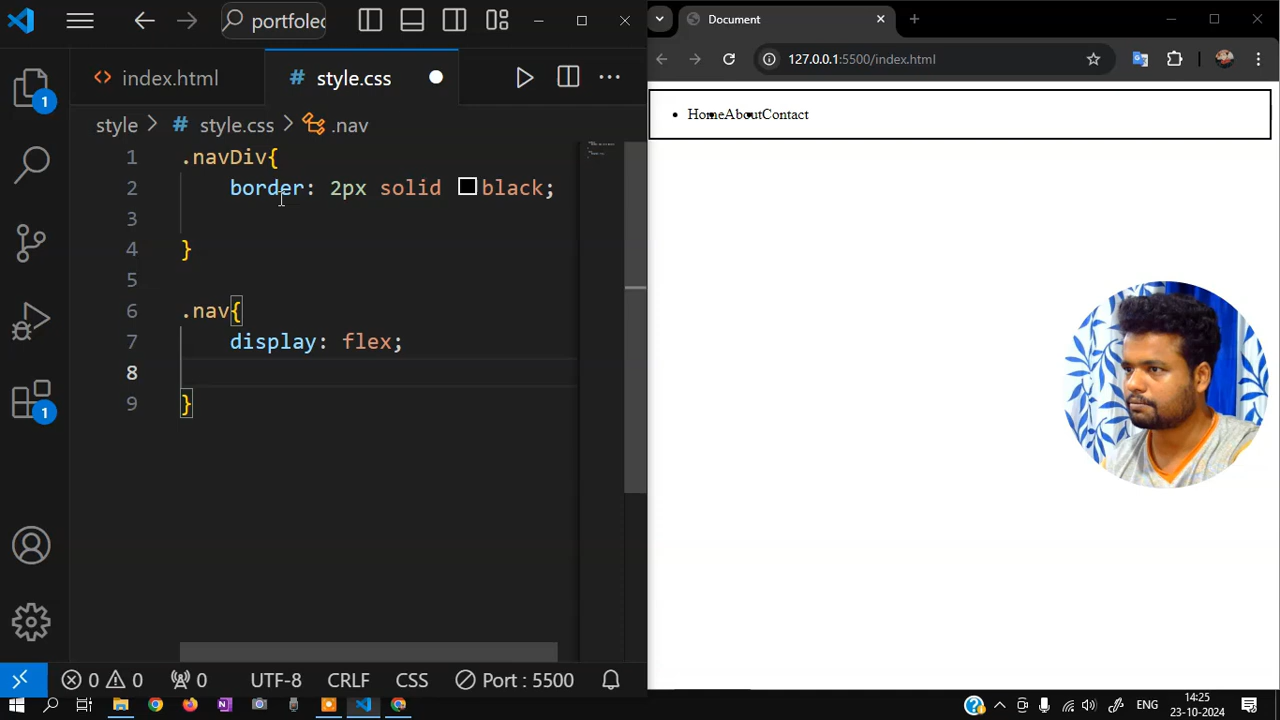 portfolec
index.html
style.css
style > # style.css > .nav
1 .navDiv{
2 border: 2px solid black;
3
4 }
5
6 .nav{
7 display: flex;
8
9 }
1
1
0 0 0 UTF-8 CRLF CSS Port : 5500
Document
127.0.0.1:5500/index.html
• HomeAboutContact
ENG
14:25
23-10-2024